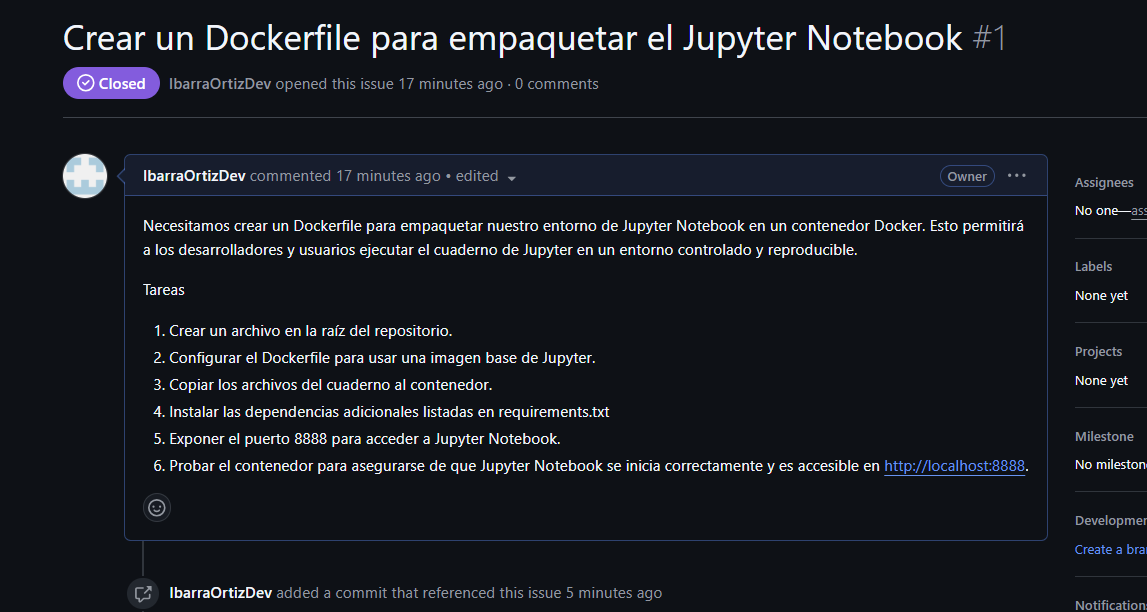 Crear un Dockerfile para empaquetar el Jupyter Notebook #1
Closed IbarraOrtizDev opened this issue 17 minutes ago · 0 comments
IbarraOrtizDev commented 17 minutes ago • edited
Owner
Necesitamos crear un Dockerfile para empaquetar nuestro entorno de Jupyter Notebook en un contenedor Docker. Esto permitirá
a los desarrolladores y usuarios ejecutar el cuaderno de Jupyter en un entorno controlado y reproducible.
Tareas
1. Crear un archivo en la raíz del repositorio.
2. Configurar el Dockerfile para usar una imagen base de Jupyter.
3. Copiar los archivos del cuaderno al contenedor.
4. Instalar las dependencias adicionales listadas en requirements.txt
5. Exponer el puerto 8888 para acceder a Jupyter Notebook.
6. Probar el contenedor para asegurarse de que Jupyter Notebook se inicia correctamente y es accesible en http://localhost:8888.
IbarraOrtizDev added a commit that referenced this issue 5 minutes ago
Assignees
No one—
Labels
None yet
Projects
None yet
Milestone
No
Create a